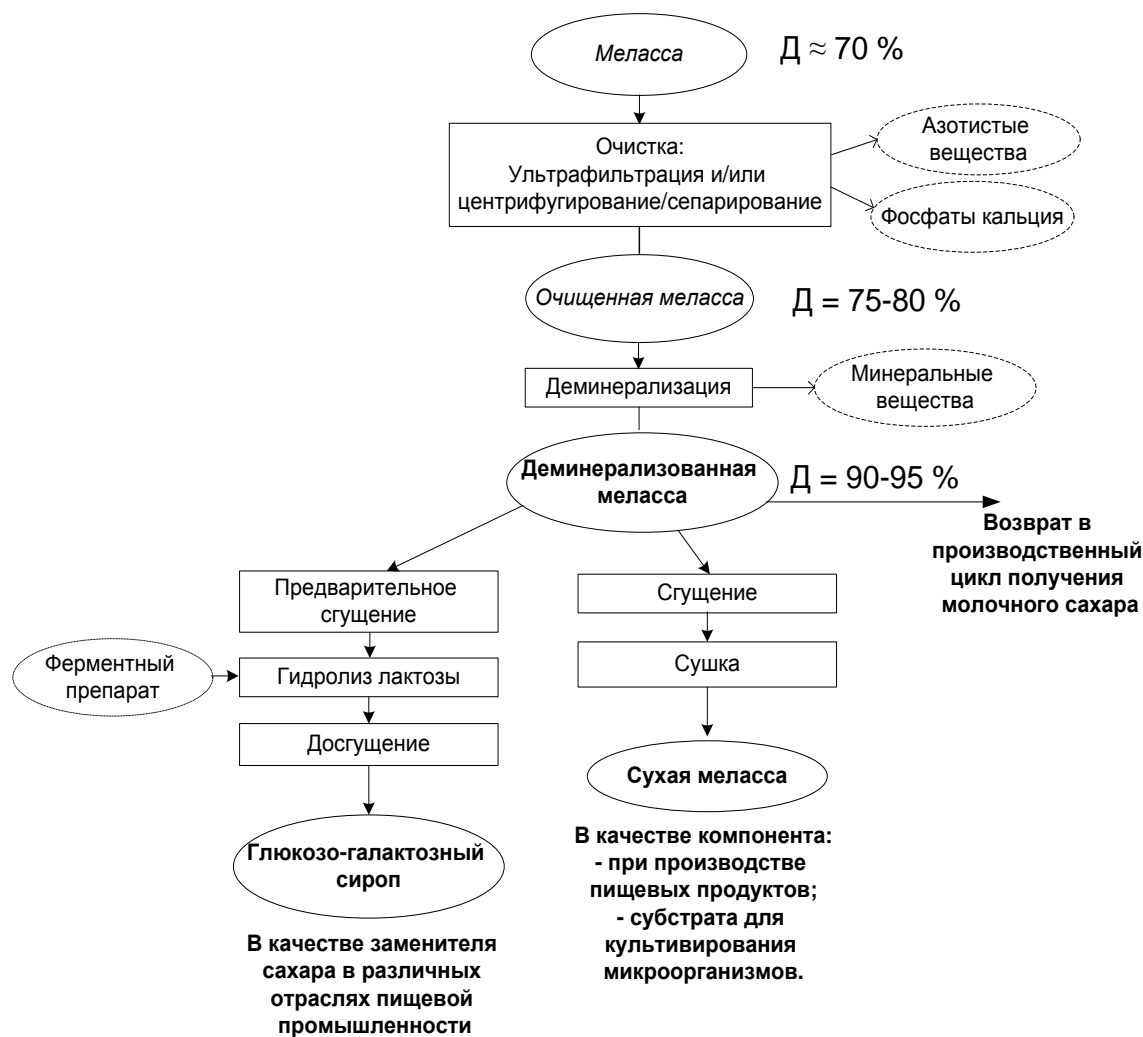 Меласса
Д ≈ 70 %
Очистка:
Ультрафильтрация и/или
центрифугирование/сепарирование
Азотистые
вещества
Фосфаты кальция
Очищенная меласса
Д = 75-80 %
Деминерализация
Минеральные
вещества
Деминерализованная
меласса
Д = 90-95 %
Возврат в
производственный
цикл получения
молочного сахара
Предварительное
сгущение
Ферментный
препарат
Гидролиз лактозы
Досгущение
Глюкозо-галактозный
сироп
В качестве заменителя
сахара в различных
отраслях пищевой
промышленности
Сгущение
Сушка
Сухая меласса
В качестве компонента:
- при производстве
пищевых продуктов;
- субстрата для
культивирования
микроорганизмов.